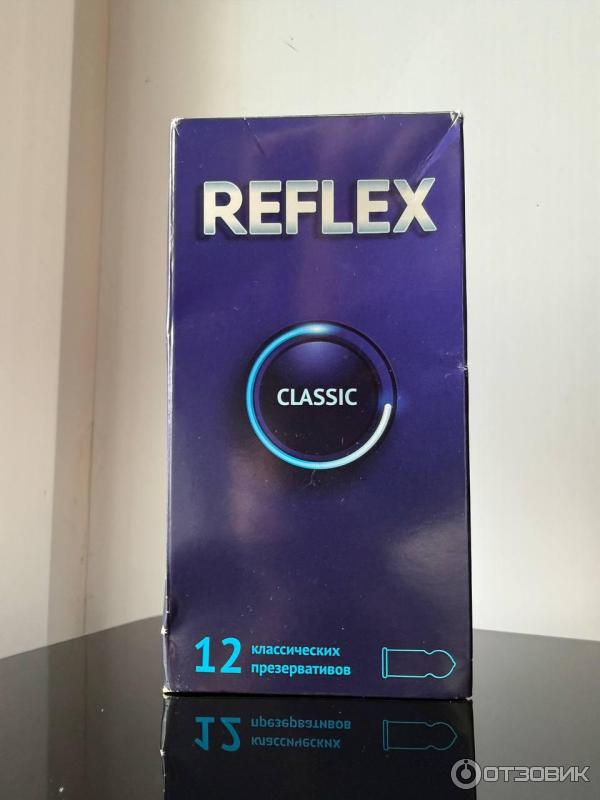 REFLEX
CLASSIC
12 классических
презервативов
ОТЗОВИК